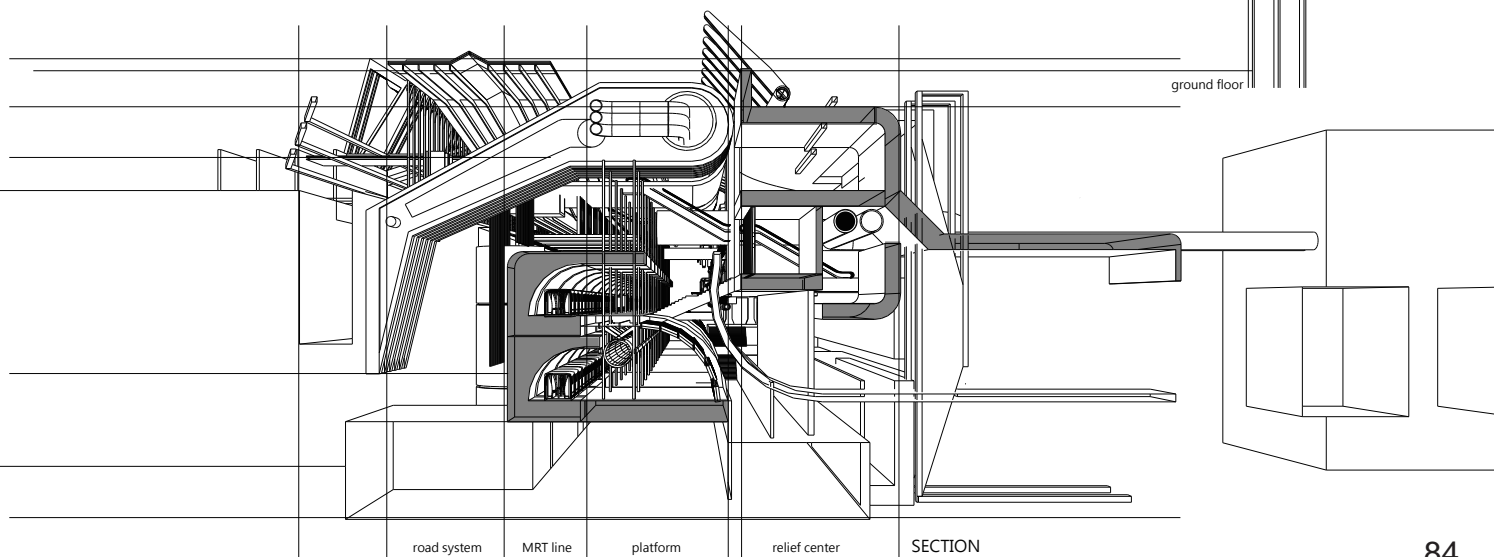 ground floor
road system
MRT line
platform
relief center
SECTION
84